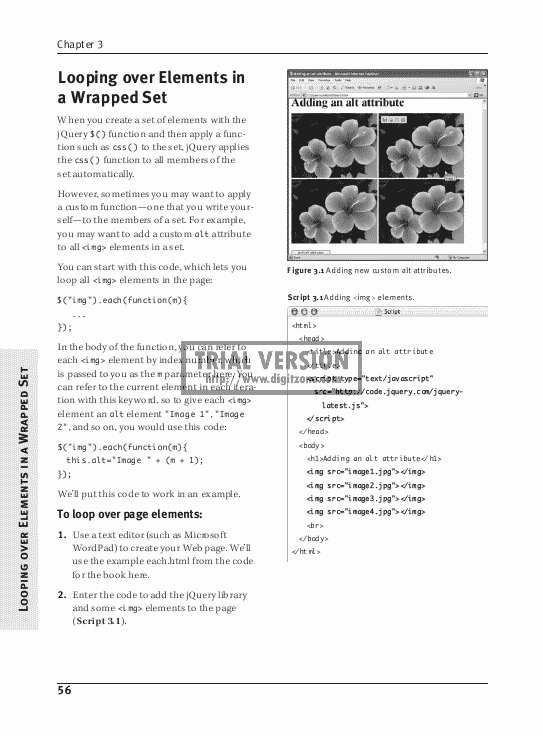 Chapter 3
Looping over Elements in
a Wrapped Set
When you create a set of elements with the
jQuery $() function and then apply a func-
tion such as css() to the set, jQuery applies
the css() function to all members of the
set automatically.
However, sometimes you may want to apply
a custom function—one that you write your-
self—to the members of a set. For example,
you may want to add a custom alt attribute
to all <img> elements in a set.
You can start with this code, which lets you
loop all <img> elements in the page:
$("img").each(function(m){
...
});
In the body of the function, you can refer to
each <img> element by index number, which
is passed to you as the m parameter here. You
can refer to the current element in each itera-
tion with this keyword, so to give each <img>
element an alt element "Image 1", "Image
2", and so on, you would use this code:
$("img").each(function(m){
this.alt="Image " + (m + 1);
});
We'll put this code to work in an example.
To loop over page elements:
1. Use a text editor (such as Microsoft
WordPad) to create your Web page. We'll
use the example each.html from the code
for the book here.
2. Enter the code to add the jQuery library
and some <img> elements to the page
(Script 3.1).
Adding an alt attribute - Microsoft Internet Explorer
Adding an alt attribute
Figure 3.1 Adding new custom alt attributes.
Script 3.1 Adding <img> elements.
Script
<html>
<head>
<title>Adding an alt attribute
</title>
<script type="text/javascript"
src="http://code.jquery.com/jquery-
latest.js">
</script>
</head>
<body>
<h1>Adding an alt attribute</h1>
<img src="image1.jpg"></img>
<img src="image2.jpg"></img>
<img src="image3.jpg"></img>
<img src="image4.jpg"></img>
<br>
</body>
</html>
TRIAL VERSION
Looping over Elements in a Wrapped Set
56